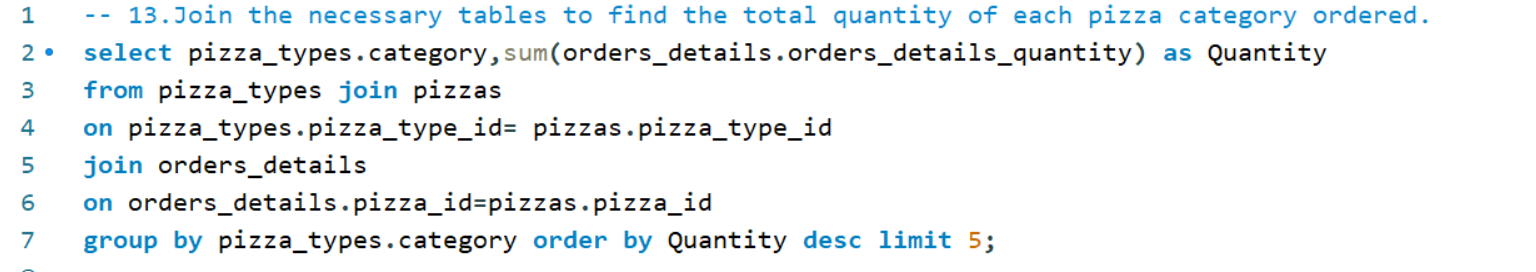 1 -- 13.Join the necessary tables to find the total quantity of each pizza category ordered.
2 select pizza_types.category,sum(orders_details.orders_details_quantity) as Quantity
3 from pizza_types join pizzas
4 on pizza_types.pizza_type_id= pizzas.pizza_type_id
5 join orders_details
6 on orders_details.pizza_id=pizzas.pizza_id
7 group by pizza_types.category order by Quantity desc limit 5;